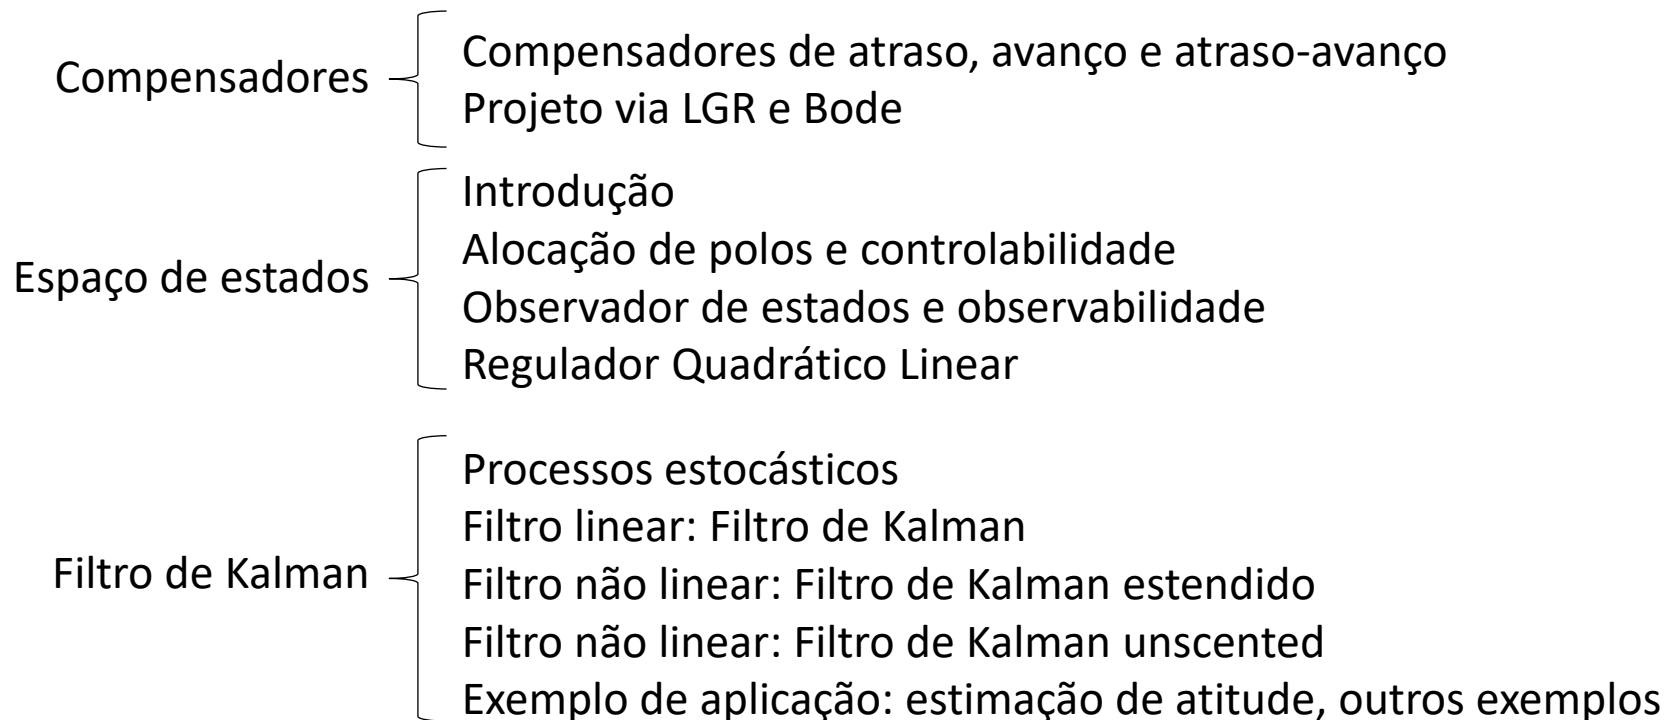 Compensadores
Compensadores de atraso, avanço e atraso-avanço
Projeto via LGR e Bode
Espaço de estados
Introdução
Alocação de polos e controlabilidade
Observador de estados e observabilidade
Regulador Quadrático Linear
Filtro de Kalman
Processos estocásticos
Filtro linear: Filtro de Kalman
Filtro não linear: Filtro de Kalman estendido
Filtro não linear: Filtro de Kalman unscented
Exemplo de aplicação: estimação de atitude, outros exemplos